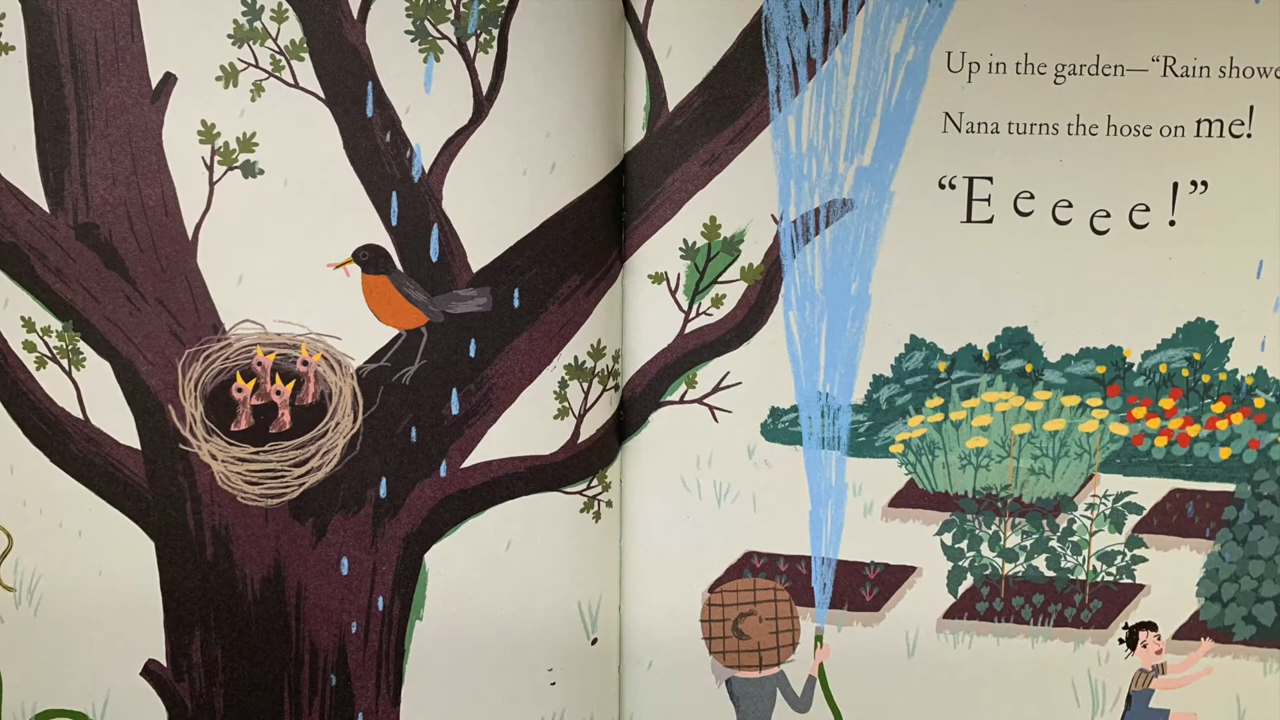 Up in the garden—“Rain
Nana turns the hose on me!
“Eeeee!”